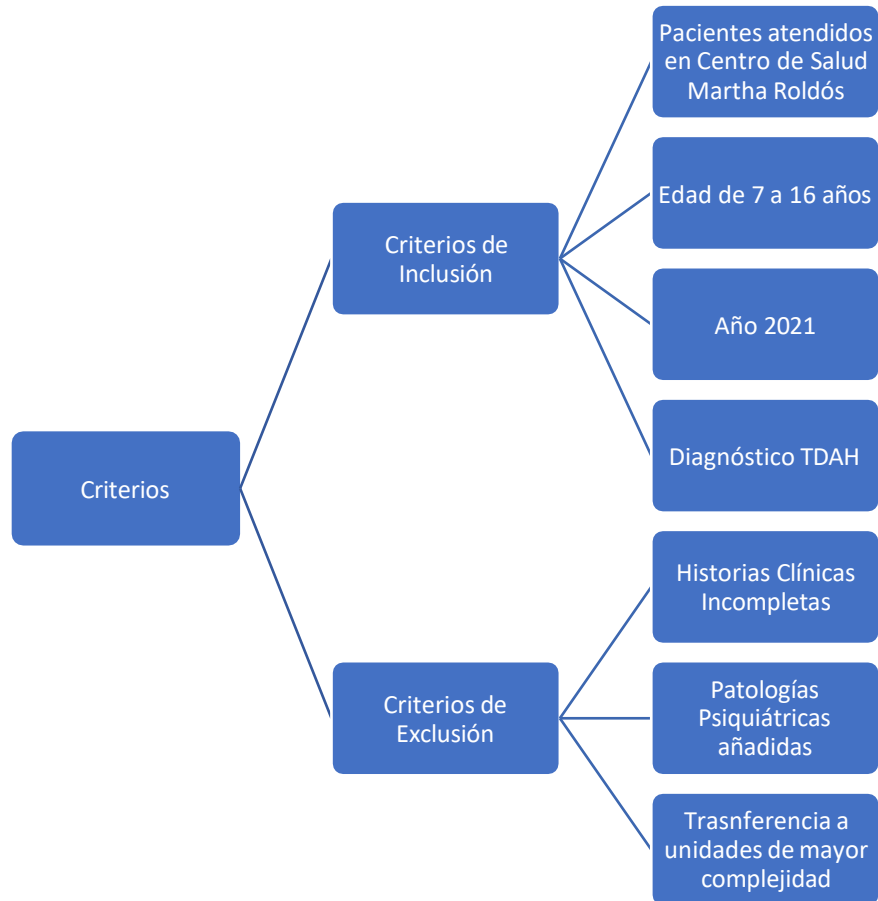 Criterios
Criterios de
Inclusión
Pacientes atendidos
en Centro de Salud
Martha Roldós
Edad de 7 a 16 años
Año 2021
Diagnóstico TDAH
Criterios de
Exclusión
Historias Clínicas
Incompletas
Patologías
Psiquiátricas
añadidas
Trasnferencia a
unidades de mayor
complejidad